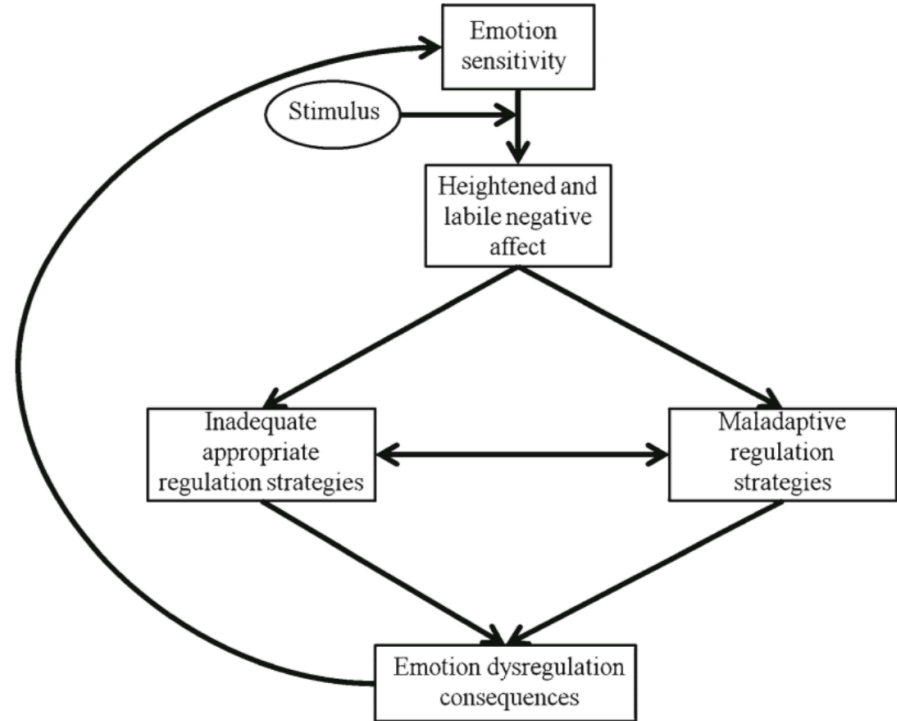 Emotion
sensitivity
Stimulus
Heightened and
labile negative
affect
Inadequate
appropriate
regulation strategies
Maladaptive
regulation
strategies
Emotion dysregulation
consequences